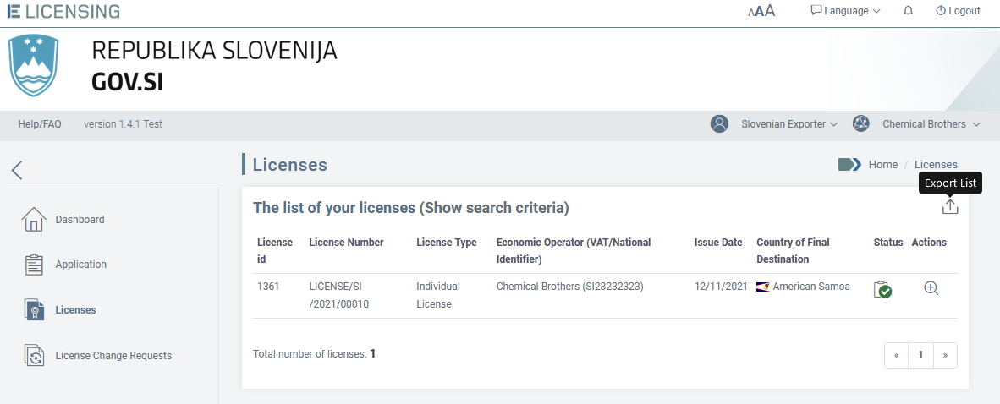 E LICENSING
AAA
Language
Logout
REPUBLIKA SLOVENIJA
GOV.SI
Help/FAQ
version 1.4.1 Test
Slovenian Exporter
Chemical Brothers
Licenses
Home / Licenses
Export List
Dashboard
Application
Licenses
License Change Requests
The list of your licenses (Show search criteria)
License
id
License Number
License Type
Economic Operator (VAT/National
Identifier)
Issue Date
Country of Final
Destination
Status
Actions
1361
LICENSE/SI
/2021/00010
Individual
License
Chemical Brothers (SI23232323)
12/11/2021
American Samoa
Total number of licenses: 1
« 1 »